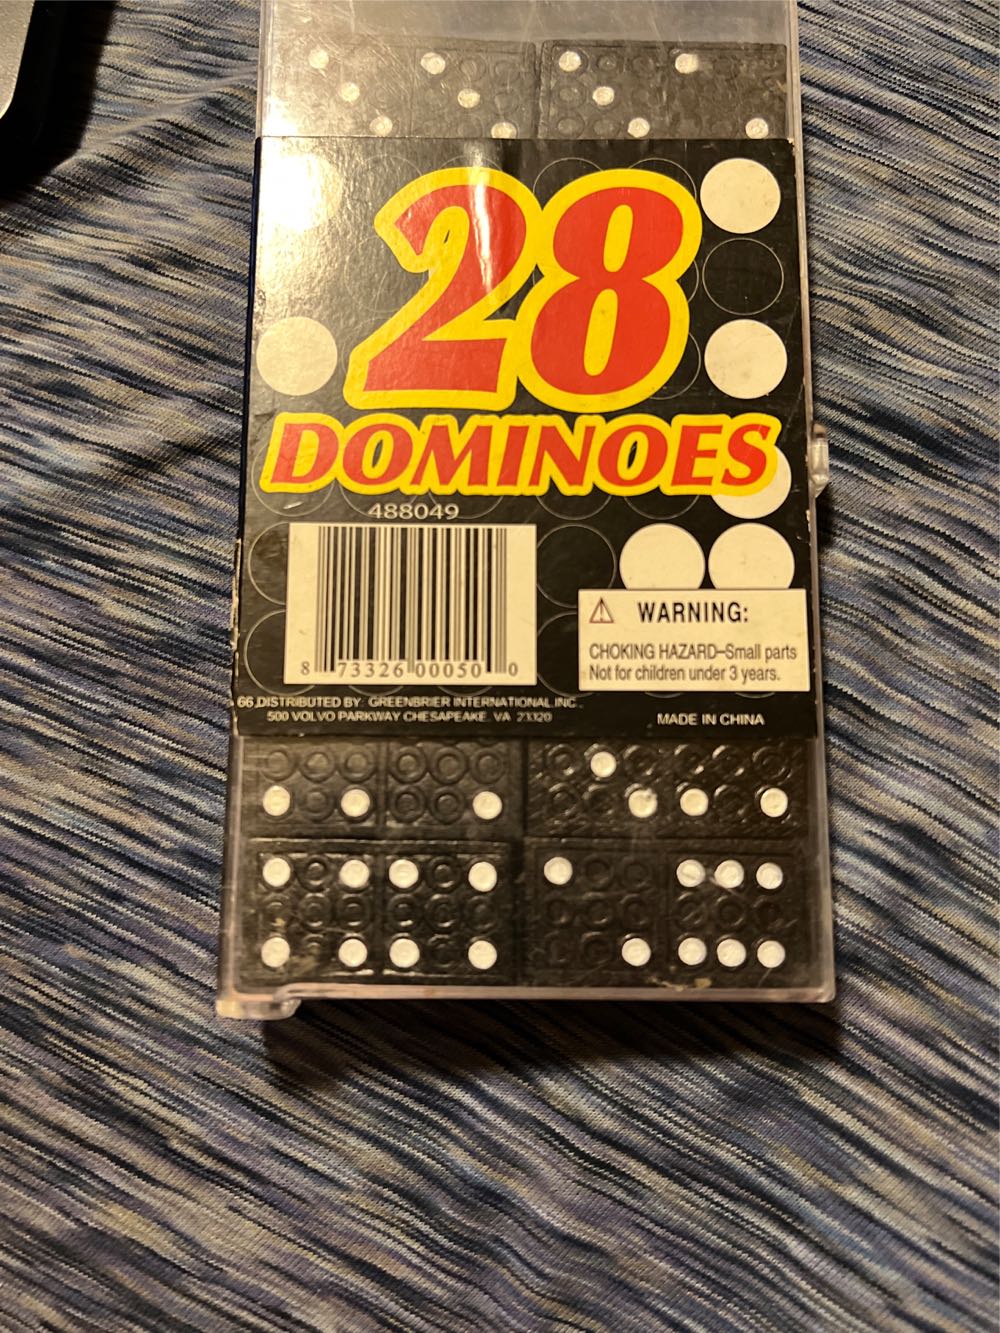 28
DOMINOES
488049
8 73326 00050 0
WARNING:
CHOKING HAZARD–Small parts
Not for children under 3 years.
66 DISTRIBUTED BY: GREENBRIER INTERNATIONAL, INC.,
500 VOLVO PARKWAY CHESAPEAKE, VA 23320
MADE IN CHINA